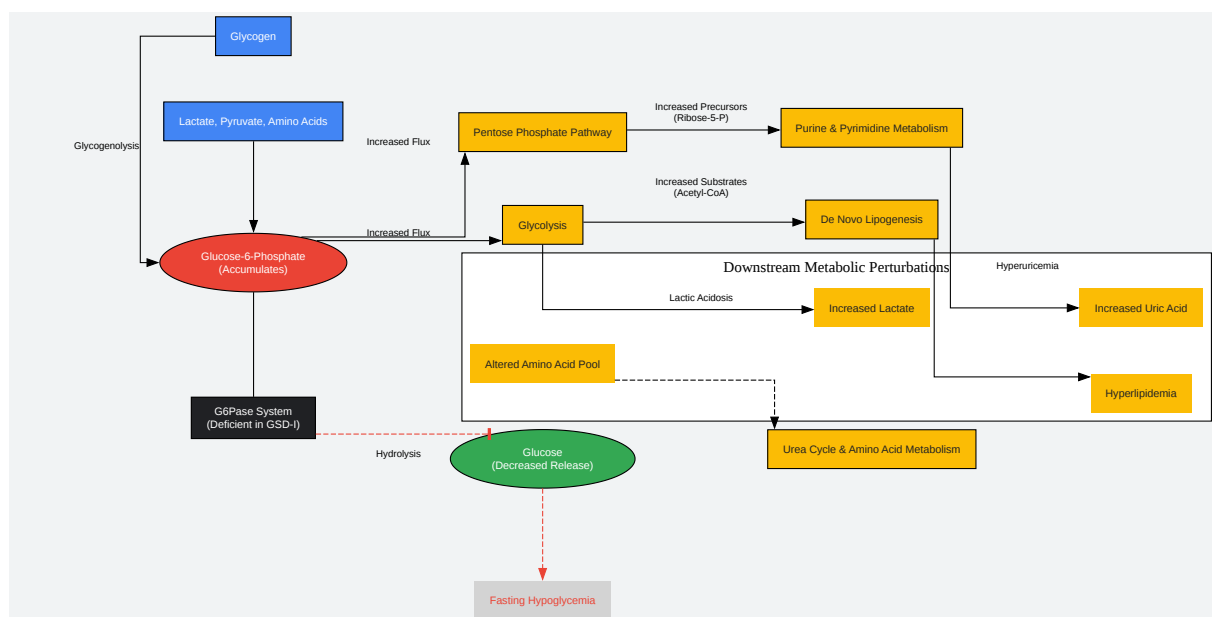 Glycogen
Lactate, Pyruvate, Amino Acids
Glycogenolysis
Increased Flux
Pentose Phosphate Pathway
Increased Precursors
(Ribose-5-P)
Purine & Pyrimidine Metabolism
Increased Substrates
(Acetyl-CoA)
Glycolysis
De Novo Lipogenesis
Increased Flux
Glucose-6-Phosphate
(Accumulates)
Downstream Metabolic Perturbations
Hyperuricemia
Lactic Acidosis
Increased Lactate
Increased Uric Acid
Altered Amino Acid Pool
Hyperlipidemia
G6Pase System
(Deficient in GSD-I)
Hydrolysis
Glucose
(Decreased Release)
Urea Cycle & Amino Acid Metabolism
Fasting Hypoglycemia